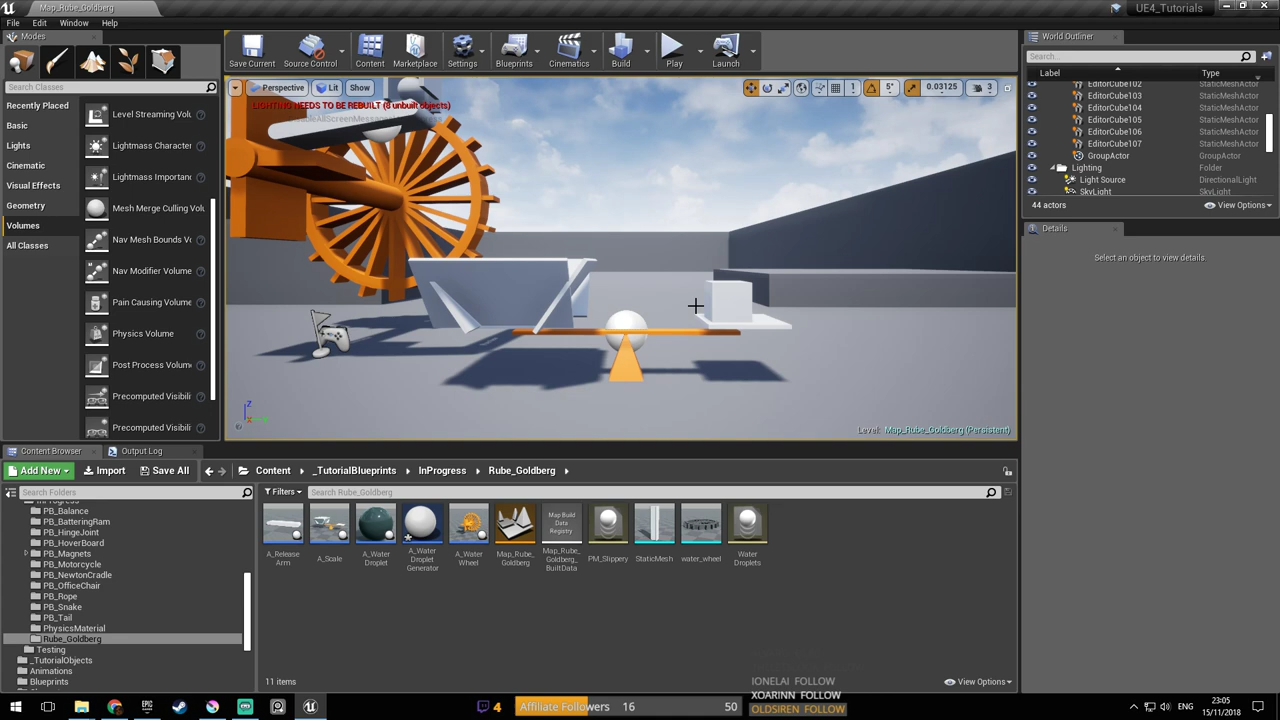 Map_Rube_Goldberg
UE4_Tutorials
File Edit Window Help
Modes
Search Classes
Recently Placed
Basic
Lights
Cinematic
Visual Effects
Geometry
Volumes
All Classes
Level Streaming Volu
Lightmass Character
Lightmass Importanc
Mesh Merge Culling Volu
Nav Mesh Bounds Vo
Nav Modifier Volume
Pain Causing Volume
Physics Volume
Post Process Volume
Precomputed Visibili
Precomputed Visibili
Save Current Source Control Content Marketplace Settings Blueprints Cinematics Build Play Launch
Perspective Lit Show
1 5° 0.03125 3
LIGHTING NEEDS TO BE REBUILT (8 unbuilt objects)
'DisableAllScreenMessages'
Z
Level: Map_Rube_Goldberg (Persistent)
World Outliner
Search...
Label Type
EditorCube102 StaticMeshActor
EditorCube103 StaticMeshActor
EditorCube104 StaticMeshActor
EditorCube105 StaticMeshActor
EditorCube106 StaticMeshActor
EditorCube107 StaticMeshActor
GroupActor GroupActor
Lighting Folder
Light Source DirectionalLight
SkyLight SkyLight
44 actors View Options
Details
Select an object to view details.
Content Browser Output Log
Add New Import Save All Content _TutorialBlueprints InProgress Rube_Goldberg
Search Folders
Filters Search Rube_Goldberg
InProgress
PB_Balance
PB_BatteringRam
PB_HingeJoint
PB_HoverBoard
PB_Magnets
PB_Motorcycle
PB_NewtonCradle
PB_OfficeChair
PB_Rope
PB_Snake
PB_Tail
PhysicsMaterial
Rube_Goldberg
Testing
_TutorialObjects
Animations
Blueprints
A_Release
Arm
A_Scale
A_Water
Droplet
A_Water
Droplet
Generator
A_Water
Wheel
Map_Rube_
Goldberg
Map Build
Data
Registry
Map_Rube_
Goldberg_
BuiltData
PM_Slippery
StaticMesh
water_wheel
Water
Droplets
11 items View Options
IONELAI FOLLOW
XOARINN FOLLOW
OLDSIREN FOLLOW
4 Affiliate Followers 16 50
ENG
23:05
15/11/2018